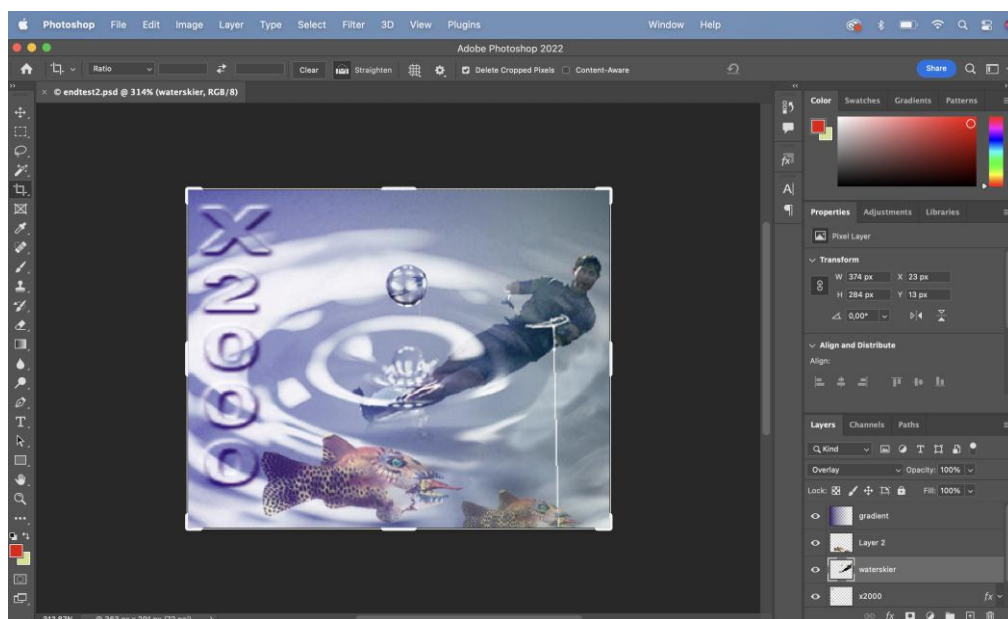 Photoshop File Edit Image Layer Type Select Filter 3D View Plugins Window Help
Adobe Photoshop 2022
Ratio Clear Straighten Delete Cropped Pixels Content-Aware Share
× © endtest2.psd @ 314% (waterskier, RGB/8)
Color Swatches Gradients Patterns
Properties Adjustments Libraries
Pixel Layer
Transform
W 374 px X 23 px
H 284 px Y 13 px
0,00°
Align and Distribute
Align:
Layers Channels Paths
Kind
Overlay Opacity: 100%
Lock: Fill: 100%
gradient
Layer 2
waterskier
x2000 fx
X
2
0
0
0